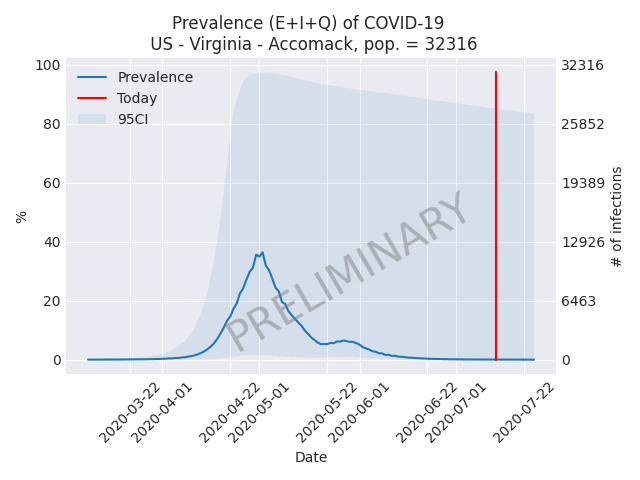 Prevalence (E+I+Q) of COVID-19
US - Virginia - Accomack, pop. = 32316
100
80
60
40
20
0
%
32316
25852
19389
12926
6463
0
# of infections
Prevalence
Today
95CI
PRELIMINARY
2020-03-22
2020-04-01
2020-04-22
2020-05-01
2020-05-22
2020-06-01
2020-06-22
2020-07-01
2020-07-22
Date